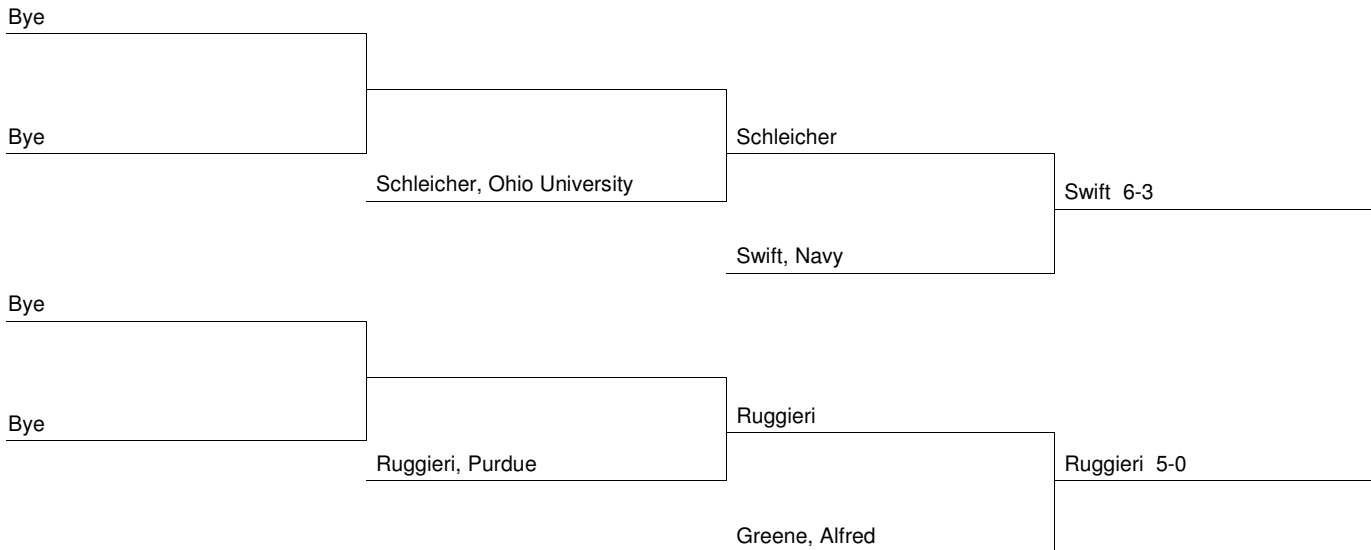 Bye
Bye
Schleicher
Schleicher, Ohio University
Swift  6-3
Swift, Navy
Bye
Ruggieri
Bye
Ruggieri, Purdue
Ruggieri  5-0
Greene, Alfred